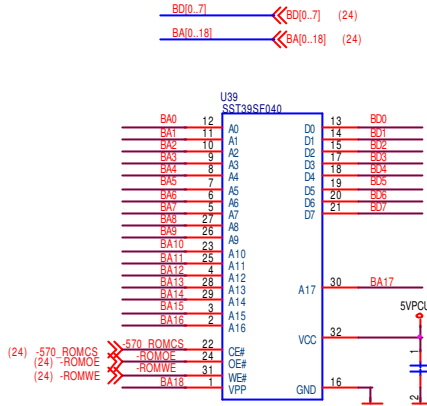 BD[0..7] BD[0..7] (24)
BA[0..18] BA[0..18] (24)
U39
SST39SF040
BA0 12 A0 D0 13 BD0
BA1 11 A1 D1 14 BD1
BA2 10 A2 D2 15 BD2
BA3 9 A3 D3 17 BD3
BA4 8 A4 D4 18 BD4
BA5 7 A5 D5 19 BD5
BA6 6 A6 D6 20 BD6
BA7 5 A7 D7 21 BD7
BA8 27 A8
BA9 26 A9
BA10 23 A10
BA11 25 A11
BA12 4 A12
BA13 28 A13 A17 30 BA17
BA14 29 A14
BA15 3 A15
BA16 2 A16
5VPCU
VCC 32 1
(24) -570_ROMCS -570_ROMCS 22 CE#
(24) -ROMOE -ROMOE 24 OE#
(24) -ROMWE -ROMWE 31 WE#
BA18 1 VPP GND 16 2